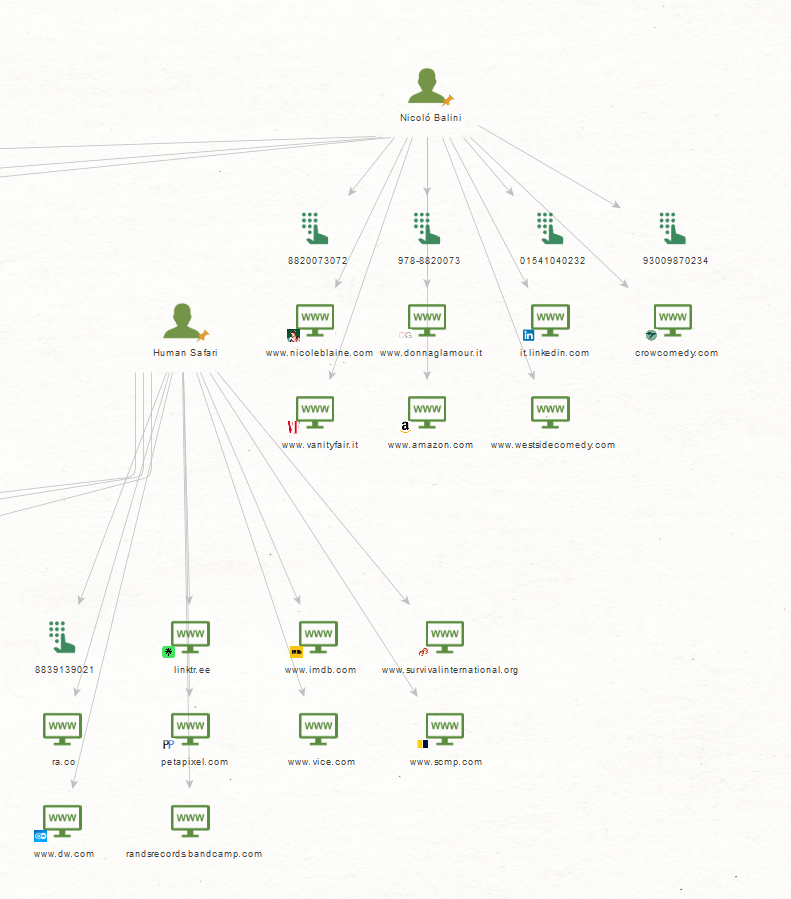 Nicoló Balini
8820073072
978-8820073
01541040232
93009870234
WWW
WWW
WWW
WWW
www.nicoleblaine.com
www.donnaglamour.it
it.linkedin.com
crowcomedy.com
Human Safari
WWW
WWW
WWW
www.vanityfair.it
www.amazon.com
www.westsidecomedy.com
WWW
WWW
WWW
8839139021
linktr.ee
www.imdb.com
www.survivalinternational.org
WWW
WWW
WWW
WWW
ra.co
petapixel.com
www.vice.com
www.scmp.com
WWW
WWW
www.dw.com
randsrecords.bandcamp.com